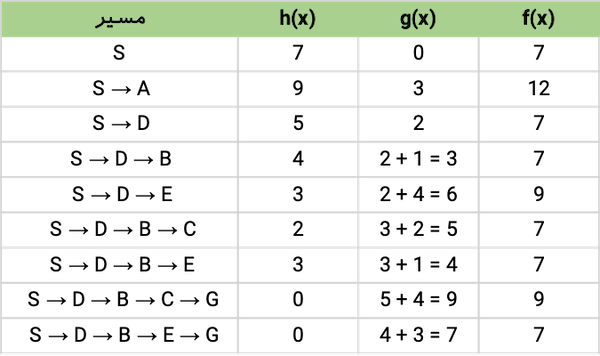 مسیر h(x) g(x) f(x)
S 7 0 7
S → A 9 3 12
S → D 5 2 7
S → D → B 4 2 + 1 = 3 7
S → D → E 3 2 + 4 = 6 9
S → D → B → C 2 3 + 2 = 5 7
S → D → B → E 3 3 + 1 = 4 7
S → D → B → C → G 0 5 + 4 = 9 9
S → D → B → E → G 0 4 + 3 = 7 7